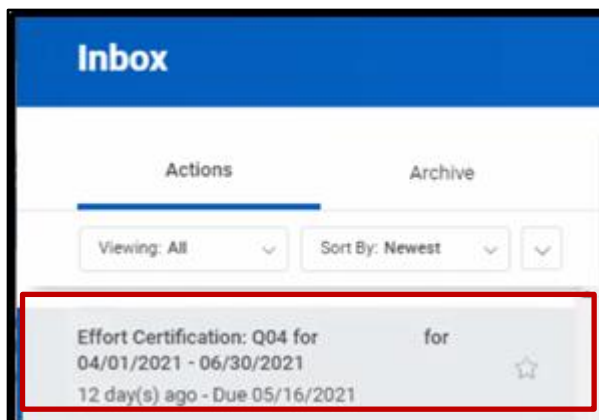 Inbox
Actions Archive
Viewing: All Sort By: Newest
Effort Certification: Q04 for for
04/01/2021 - 06/30/2021
12 day(s) ago - Due 05/16/2021